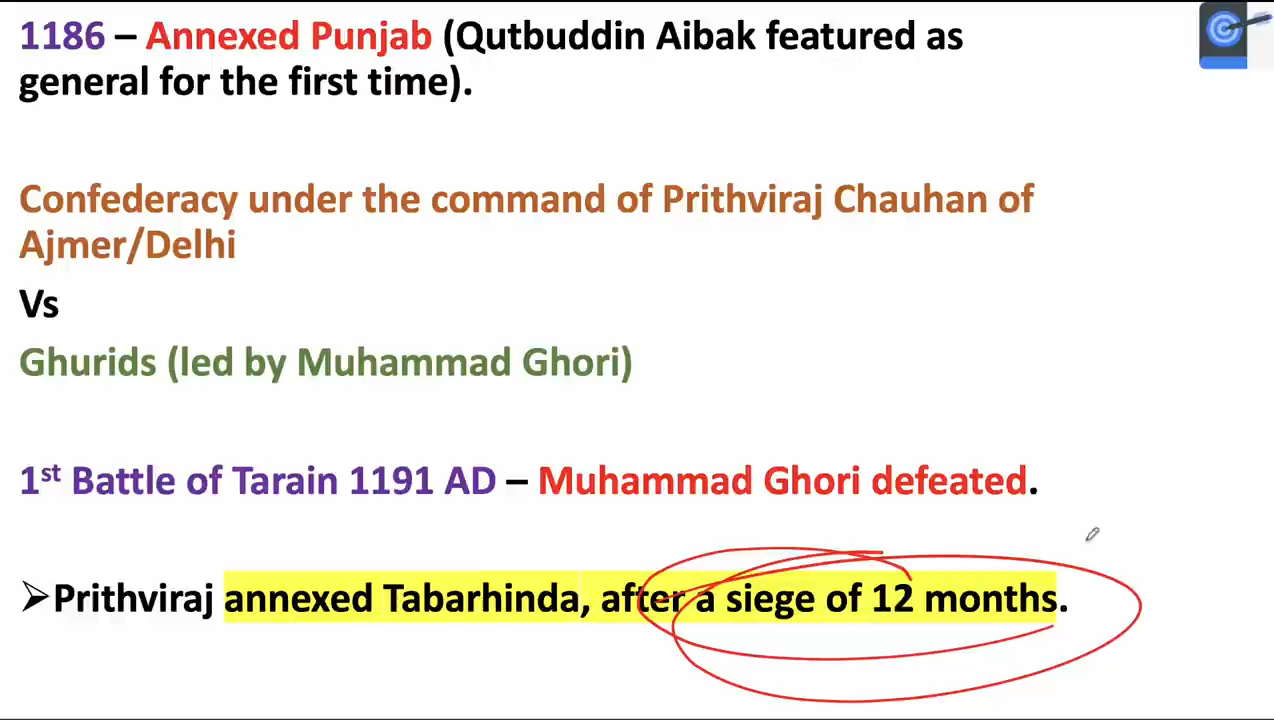 1186 – Annexed Punjab (Qutbuddin Aibak featured as
general for the first time).
Confederacy under the command of Prithviraj Chauhan of
Ajmer/Delhi
Vs
Ghurids (led by Muhammad Ghori)
1st Battle of Tarain 1191 AD – Muhammad Ghori defeated.
➢Prithviraj annexed Tabarhinda, after a siege of 12 months.